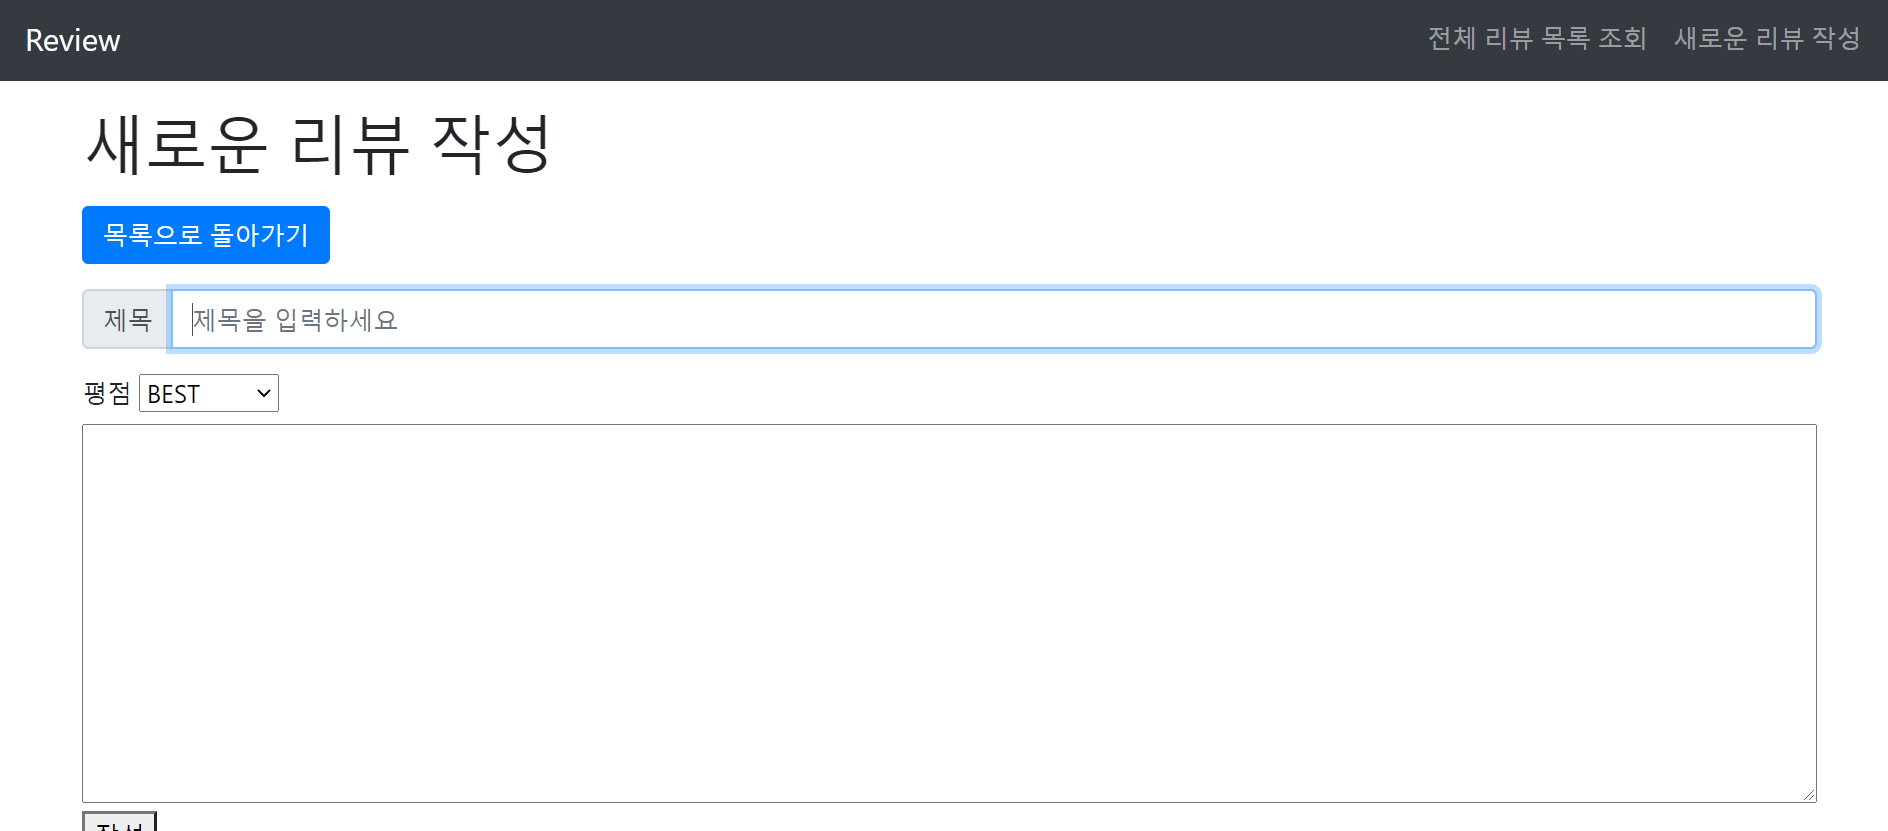 Review
전체 리뷰 목록 조회 새로운 리뷰 작성
새로운 리뷰 작성
목록으로 돌아가기
제목 제목을 입력하세요
평점 BEST
작성